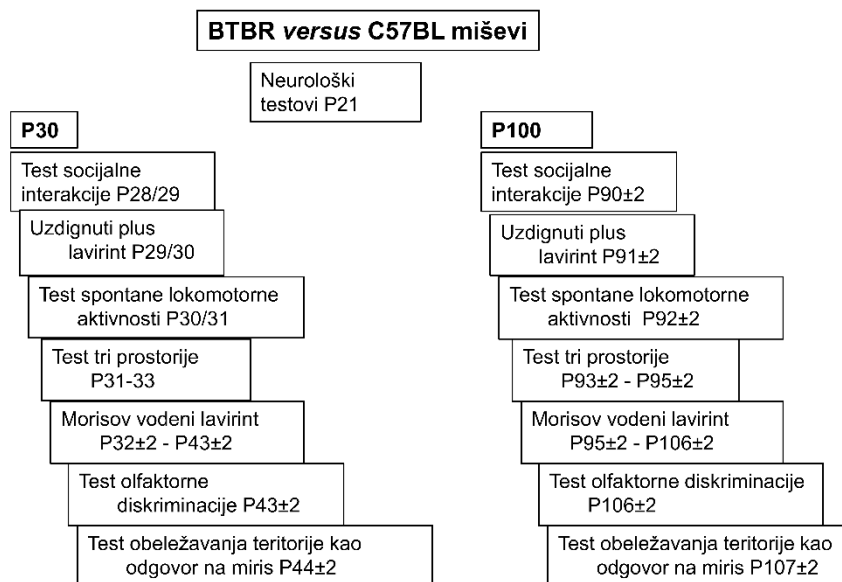 BTBR versus C57BL miševi
Neurološki
testovi P21
P30
Test socijalne
interakcije P28/29
Uzdignuti plus
lavirint P29/30
Test spontane lokomotorne
aktivnosti P30/31
Test tri prostorije
P31-33
Morisov vodeni lavirint
P32±2 - P43±2
Test olfaktorne
diskriminacije P43±2
Test obeležavanja teritorije kao
odgovor na miris P44±2
P100
Test socijalne
interakcije P90±2
Uzdignuti plus
lavirint P91±2
Test spontane lokomotorne
aktivnosti P92±2
Test tri prostorije
P93±2 - P95±2
Morisov vodeni lavirint
P95±2 - P106±2
Test olfaktorne diskriminacije
P106±2
Test obeležavanja teritorije kao
odgovor na miris P107±2